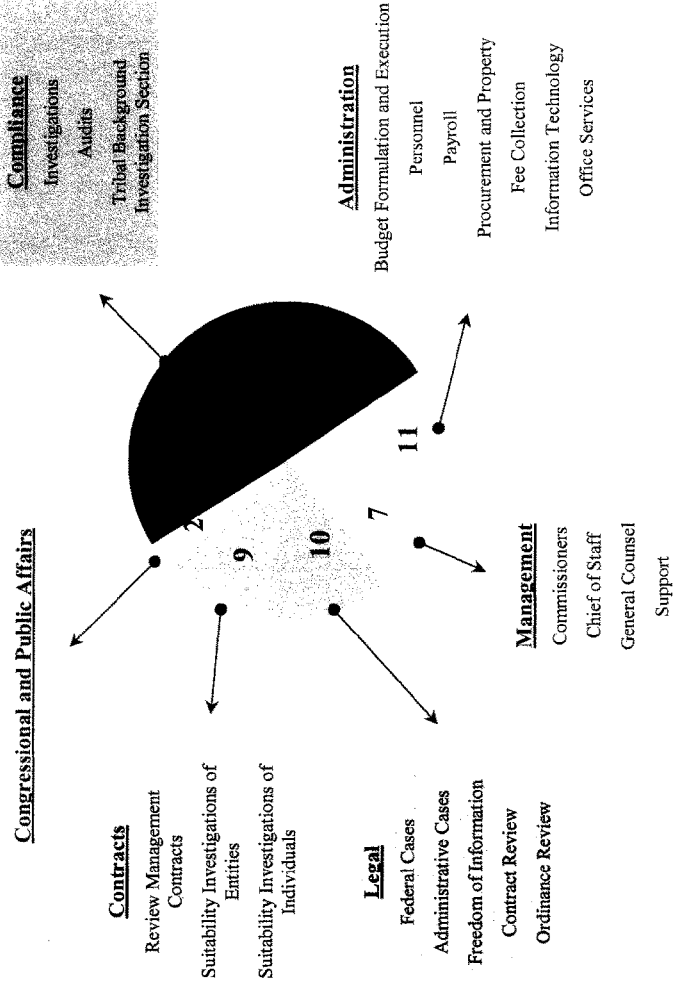 Congressional and Public Affairs
Compliance
Investigations
Audits
Tribal Background
Investigation Section
Contracts
Review Management
Contracts
Suitability Investigations of
Entities
Suitability Investigations of
Individuals
2
9
10
7
11
Legal
Federal Cases
Administrative Cases
Freedom of Information
Contract Review
Ordinance Review
Management
Commissioners
Chief of Staff
General Counsel
Support
Administration
Budget Formulation and Execution
Personnel
Payroll
Procurement and Property
Fee Collection
Information Technology
Office Services